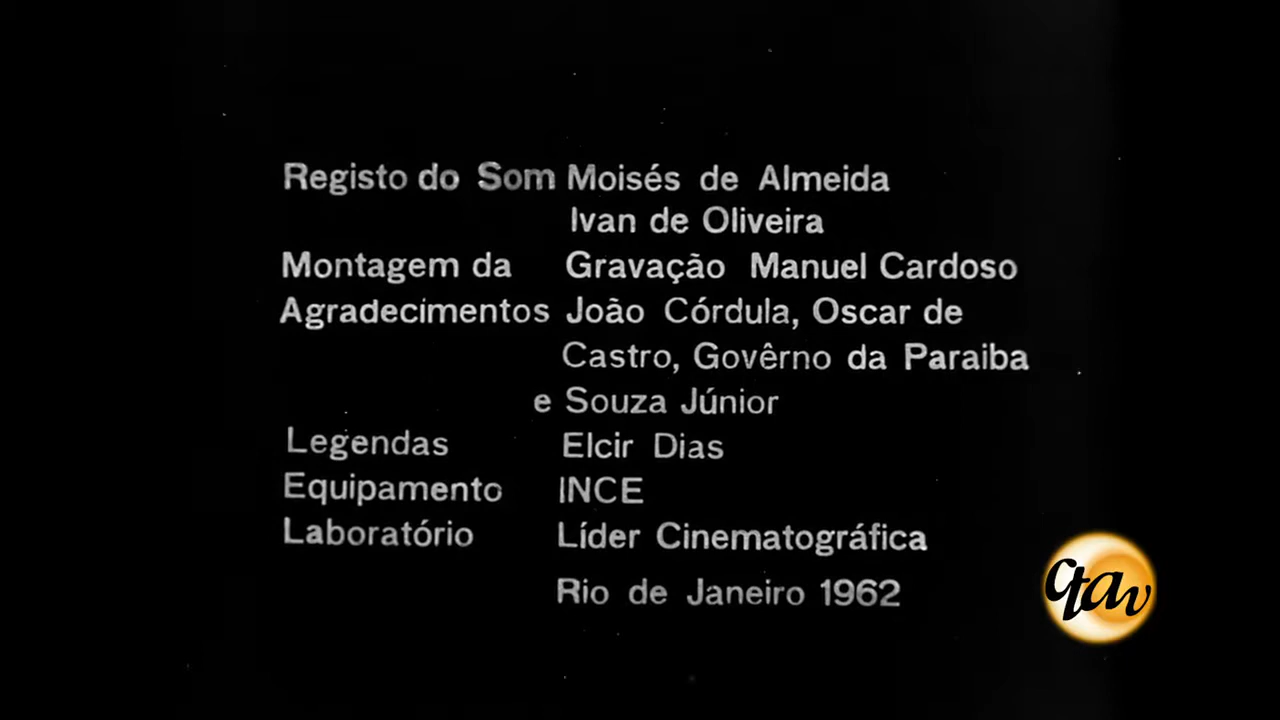 Registo do Som Moisés de Almeida
Ivan de Oliveira
Montagem da Gravação Manuel Cardoso
Agradecimentos João Córdula, Oscar de
Castro, Govêrno da Paraiba
e Souza Júnior
Legendas Elcir Dias
Equipamento INCE
Laboratório Líder Cinematográfica
Rio de Janeiro 1962
ctav